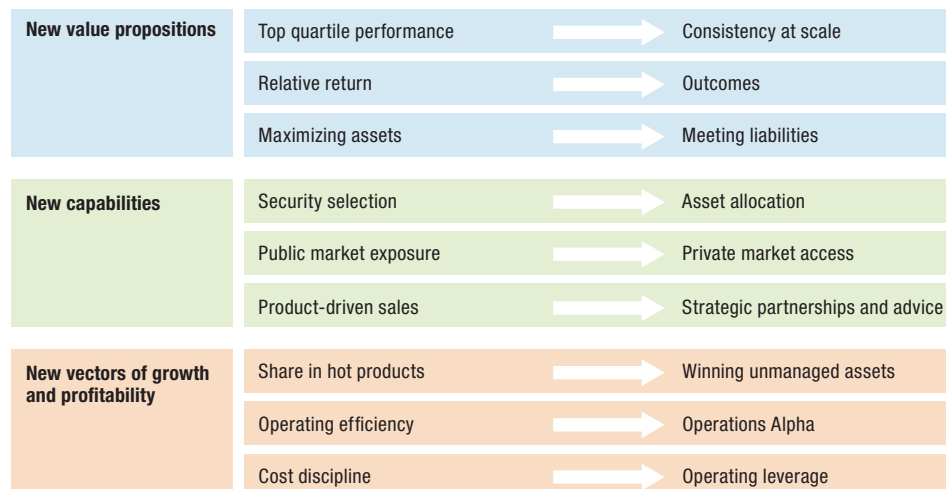 New value propositions
Top quartile performance
Consistency at scale
Relative return
Outcomes
Maximizing assets
Meeting liabilities
New capabilities
Security selection
Asset allocation
Public market exposure
Private market access
Product-driven sales
Strategic partnerships and advice
New vectors of growth
and profitability
Share in hot products
Winning unmanaged assets
Operating efficiency
Operations Alpha
Cost discipline
Operating leverage